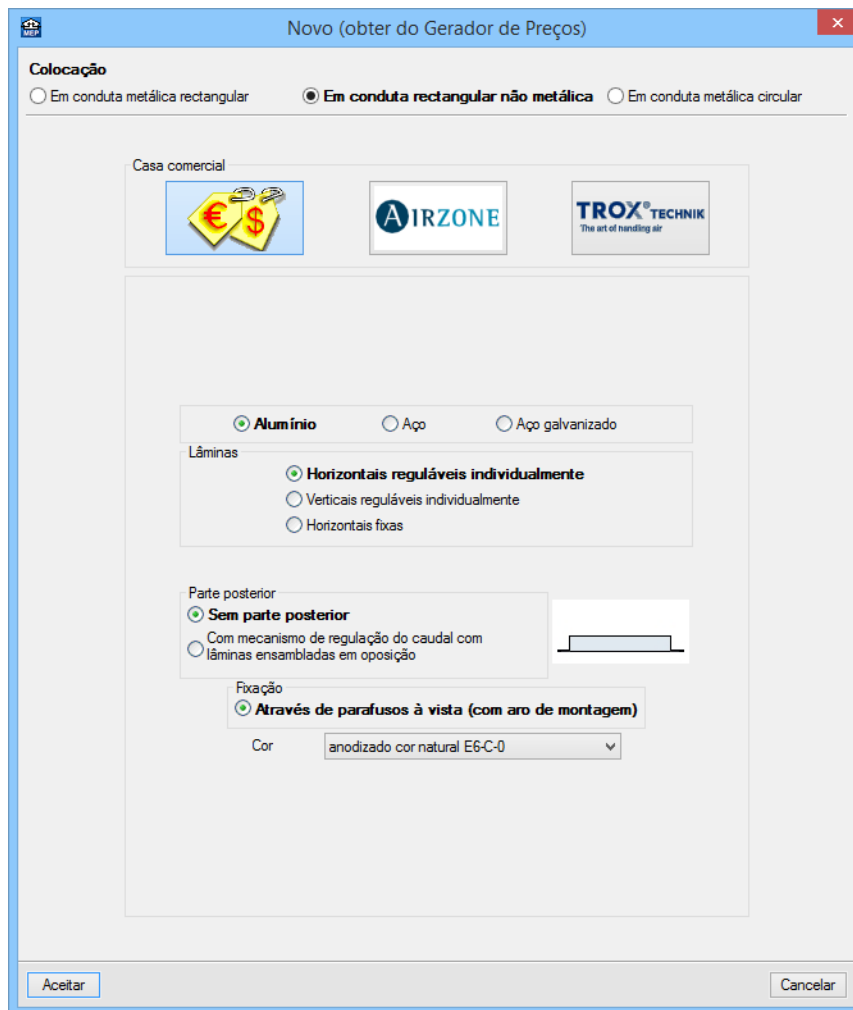 MEP
Novo (obter do Gerador de Preços)
Colocação
Em conduta metálica rectangular
Em conduta rectangular não metálica
Em conduta metálica circular
Casa comercial
€ $
AIRZONE
TROX® TECHNIK
The art of handling air
Alumínio
Aço
Aço galvanizado
Lâminas
Horizontais reguláveis individualmente
Verticais reguláveis individualmente
Horizontais fixas
Parte posterior
Sem parte posterior
Com mecanismo de regulação do caudal com
lâminas ensambladas em oposição
Fixação
Através de parafusos à vista (com aro de montagem)
Cor
anodizado cor natural E6-C-0
Aceitar
Cancelar